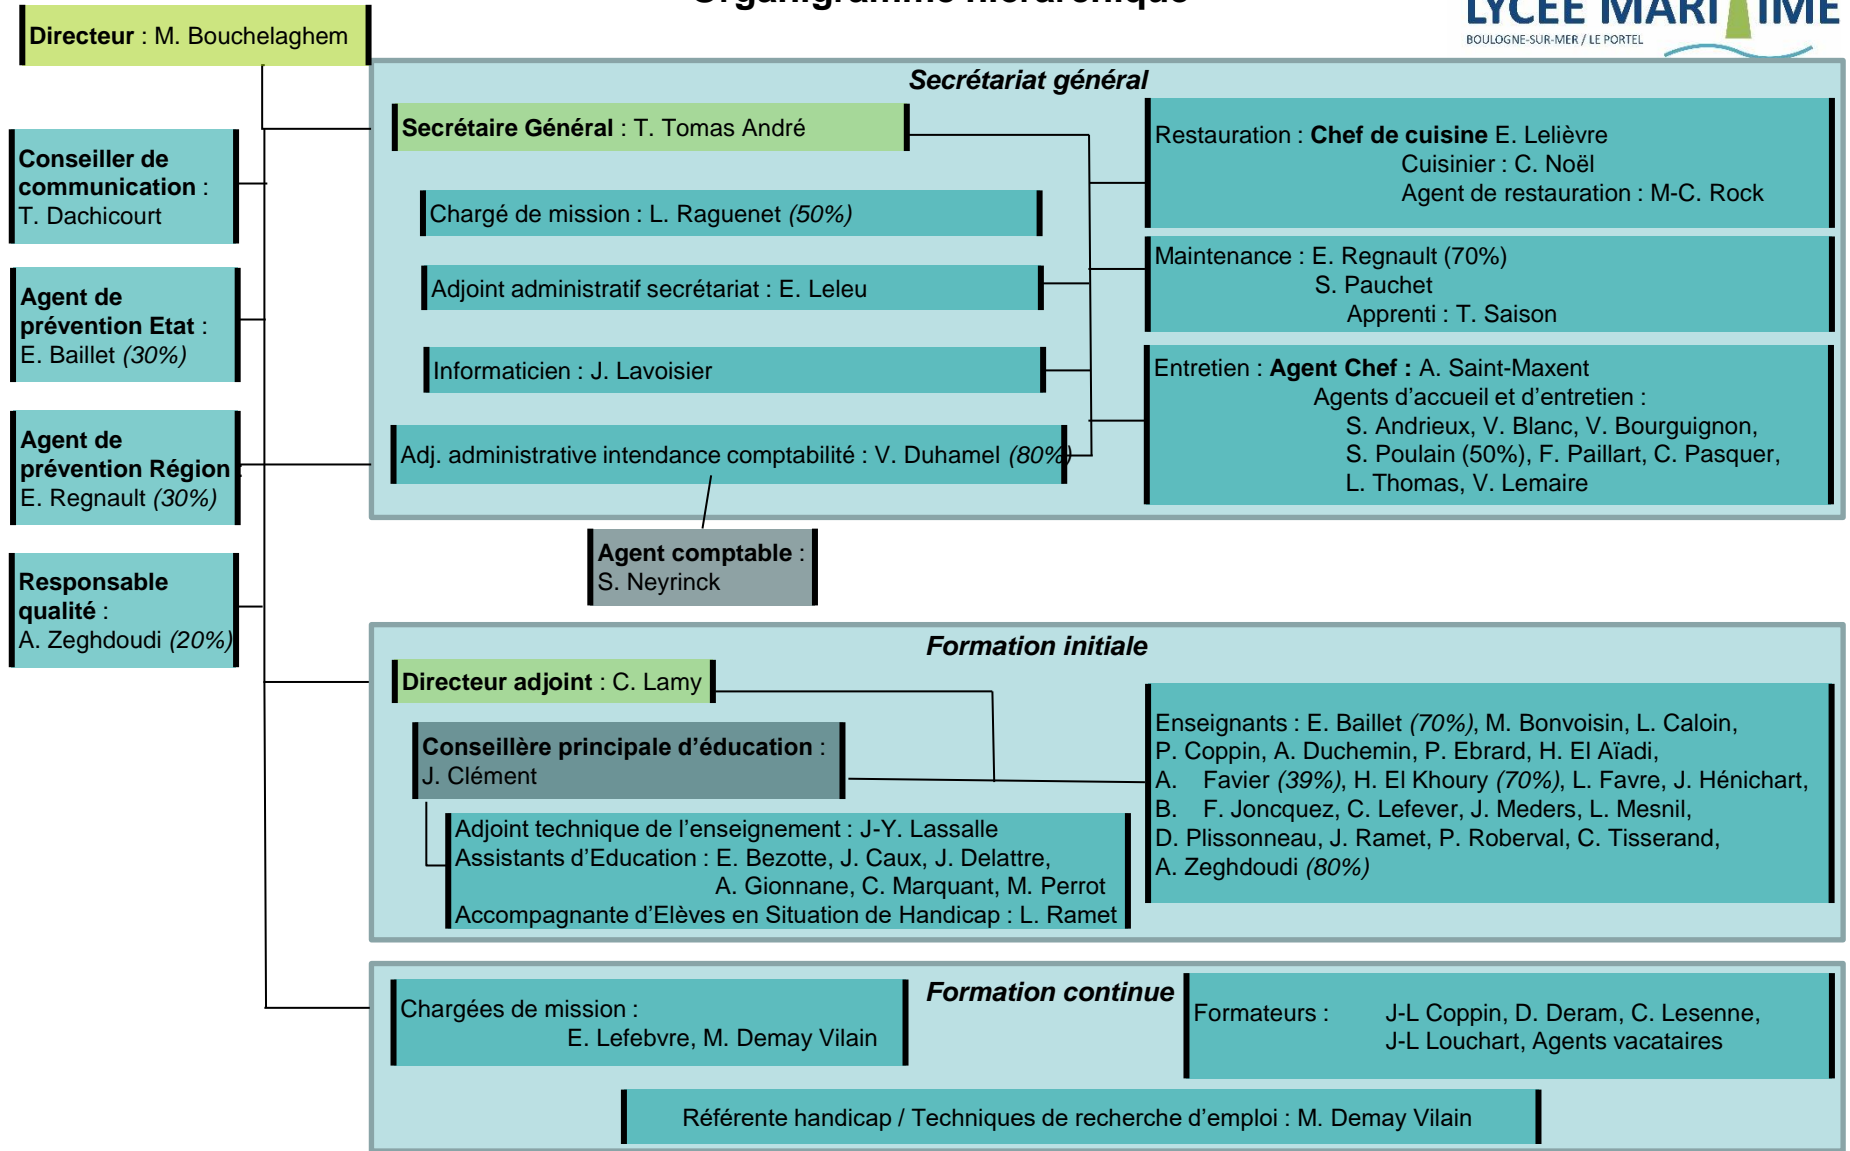 Organigramme hiérarchique
LYCÉE MARITIME
BOULOGNE-SUR-MER / LE PORTEL
Directeur : M. Bouchelaghem
Conseiller de
communication :
T. Dachicourt
Agent de
prévention Etat :
E. Baillet (30%)
Agent de
prévention Région
E. Regnault (30%)
Responsable
qualité :
A. Zeghdoudi (20%)
Secrétariat général
Secrétaire Général : T. Tomas André
Chargé de mission : L. Raguenet (50%)
Adjoint administratif secrétariat : E. Leleu
Informaticien : J. Lavoisier
Adj. administrative intendance comptabilité : V. Duhamel (80%)
Agent comptable :
S. Neyrinck
Restauration : Chef de cuisine E. Lelièvre
Cuisinier : C. Noël
Agent de restauration : M-C. Rock
Maintenance : E. Regnault (70%)
S. Pauchet
Apprenti : T. Saison
Entretien : Agent Chef : A. Saint-Maxent
Agents d'accueil et d'entretien :
S. Andrieux, V. Blanc, V. Bourguignon,
S. Poulain (50%), F. Paillart, C. Pasquer,
L. Thomas, V. Lemaire
Formation initiale
Directeur adjoint : C. Lamy
Conseillère principale d'éducation :
J. Clément
Adjoint technique de l'enseignement : J-Y. Lassalle
Assistants d'Education : E. Bezotte, J. Caux, J. Delattre,
A. Gionnane, C. Marquant, M. Perrot
Accompagnante d'Elèves en Situation de Handicap : L. Ramet
Enseignants : E. Baillet (70%), M. Bonvoisin, L. Caloin,
P. Coppin, A. Duchemin, P. Ebrard, H. El Aïadi,
A. Favier (39%), H. El Khoury (70%), L. Favre, J. Hénichart,
B. F. Joncquez, C. Lefever, J. Meders, L. Mesnil,
D. Plissonneau, J. Ramet, P. Roberval, C. Tisserand,
A. Zeghdoudi (80%)
Formation continue
Chargées de mission :
E. Lefebvre, M. Demay Vilain
Formateurs : J-L Coppin, D. Deram, C. Lesenne,
J-L Louchart, Agents vacataires
Référente handicap / Techniques de recherche d'emploi : M. Demay Vilain